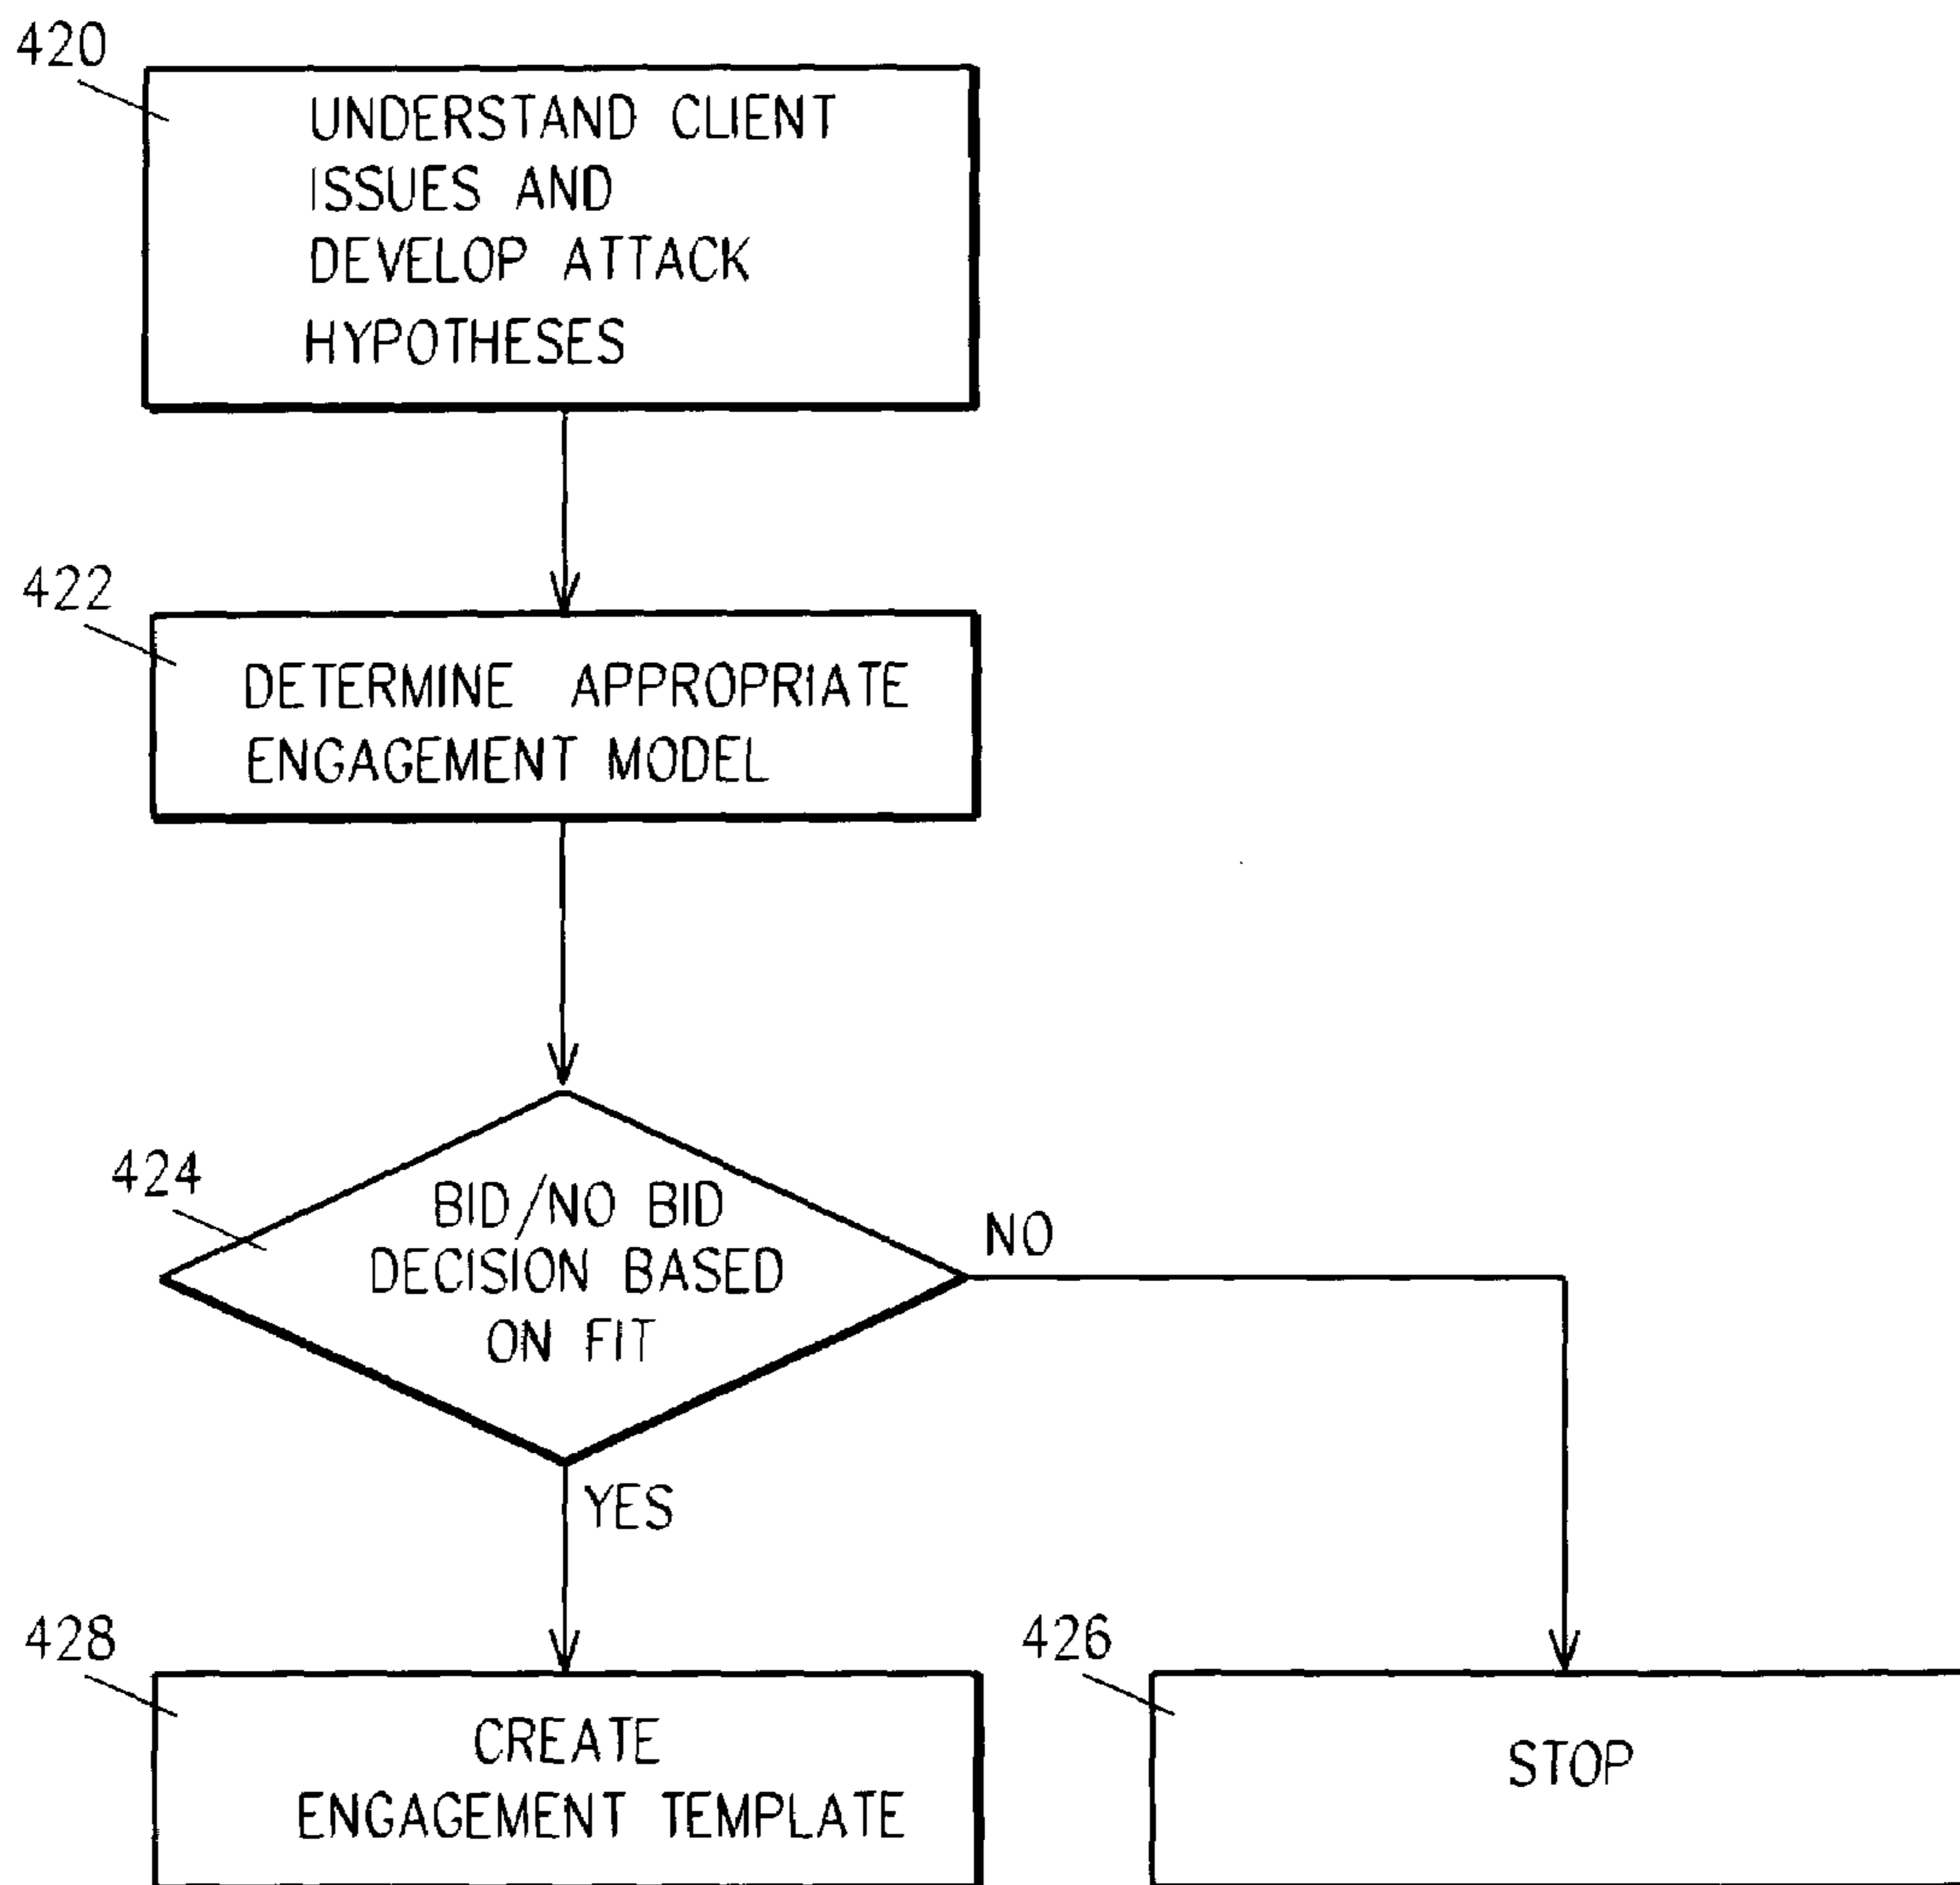 420
UNDERSTAND CLIENT
ISSUES AND
DEVELOP ATTACK
HYPOTHESES
422
DETERMINE APPROPRIATE
ENGAGEMENT MODEL
424
BID/NO BID
DECISION BASED
ON FIT
NO
YES
428
CREATE
ENGAGEMENT TEMPLATE
426
STOP